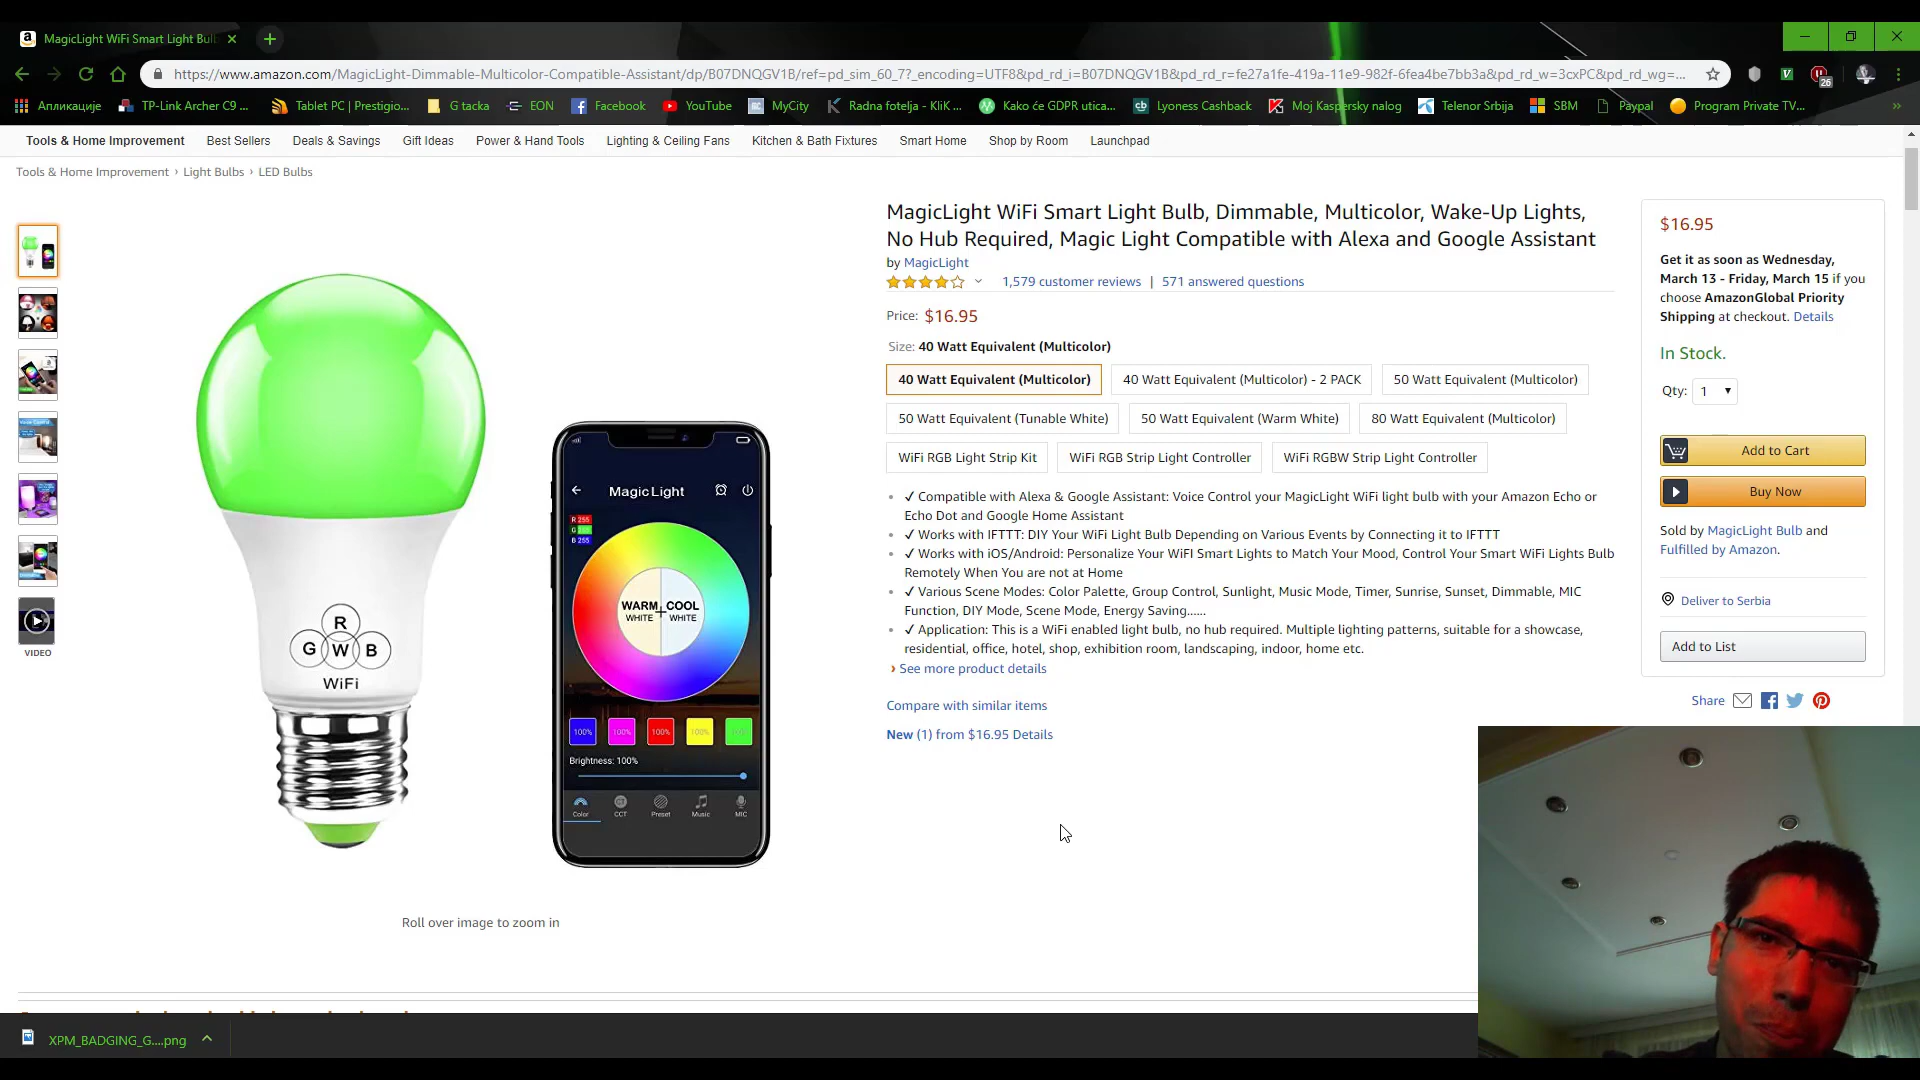 MagicLight WiFi Smart Light Bul
https://www.amazon.com/MagicLight-Dimmable-Multicolor-Compatible-Assistant/dp/B07DNQGV1B/ref=pd_sim_60_7?_encoding=UTF8&pd_rd_i=B07DNQGV1B&pd_rd_r=fe27a1fe-419a-11e9-982f-6fea4be7bb3a&pd_rd_w=3cxPC&pd_rd_wg=...
26
Апликације TP-Link Archer C9 ... Tablet PC | Prestigio... G tacka EON Facebook YouTube MyCity Radna fotelja - KliK ... Kako će GDPR utica... Lyoness Cashback Moj Kaspersky nalog Telenor Srbija SBM Paypal Program Private TV... »
Tools & Home Improvement Best Sellers Deals & Savings Gift Ideas Power & Hand Tools Lighting & Ceiling Fans Kitchen & Bath Fixtures Smart Home Shop by Room Launchpad
Tools & Home Improvement › Light Bulbs › LED Bulbs
MagicLight WiFi Smart Light Bulb, Dimmable, Multicolor, Wake-Up Lights,
No Hub Required, Magic Light Compatible with Alexa and Google Assistant
by MagicLight
1,579 customer reviews | 571 answered questions
Price: $16.95
Size: 40 Watt Equivalent (Multicolor)
40 Watt Equivalent (Multicolor) 40 Watt Equivalent (Multicolor) - 2 PACK 50 Watt Equivalent (Multicolor)
50 Watt Equivalent (Tunable White) 50 Watt Equivalent (Warm White) 80 Watt Equivalent (Multicolor)
WiFi RGB Light Strip Kit WiFi RGB Strip Light Controller WiFi RGBW Strip Light Controller
✓ Compatible with Alexa & Google Assistant: Voice Control your MagicLight WiFi light bulb with your Amazon Echo or
Echo Dot and Google Home Assistant
✓ Works with IFTTT: DIY Your WiFi Light Bulb Depending on Various Events by Connecting it to IFTTT
✓ Works with iOS/Android: Personalize Your WiFI Smart Lights to Match Your Mood, Control Your Smart WiFi Lights Bulb
Remotely When You are not at Home
✓ Various Scene Modes: Color Palette, Group Control, Sunlight, Music Mode, Timer, Sunrise, Sunset, Dimmable, MIC
Function, DIY Mode, Scene Mode, Energy Saving......
✓ Application: This is a WiFi enabled light bulb, no hub required. Multiple lighting patterns, suitable for a showcase,
residential, office, hotel, shop, exhibition room, landscaping, indoor, home etc.
› See more product details
Compare with similar items
New (1) from $16.95 Details
$16.95
Get it as soon as Wednesday,
March 13 - Friday, March 15 if you
choose AmazonGlobal Priority
Shipping at checkout. Details
In Stock.
Qty: 1
Add to Cart
Buy Now
Sold by MagicLight Bulb and
Fulfilled by Amazon.
Deliver to Serbia
Add to List
Share
VIDEO
R
G W B
WiFi
Magic Light
R 255
G 255
B 255
WARM COOL
WHITE WHITE
100% 100% 100% 100%
Brightness: 100%
Color CCT Preset Music MIC
Roll over image to zoom in
XPM_BADGING_G....png